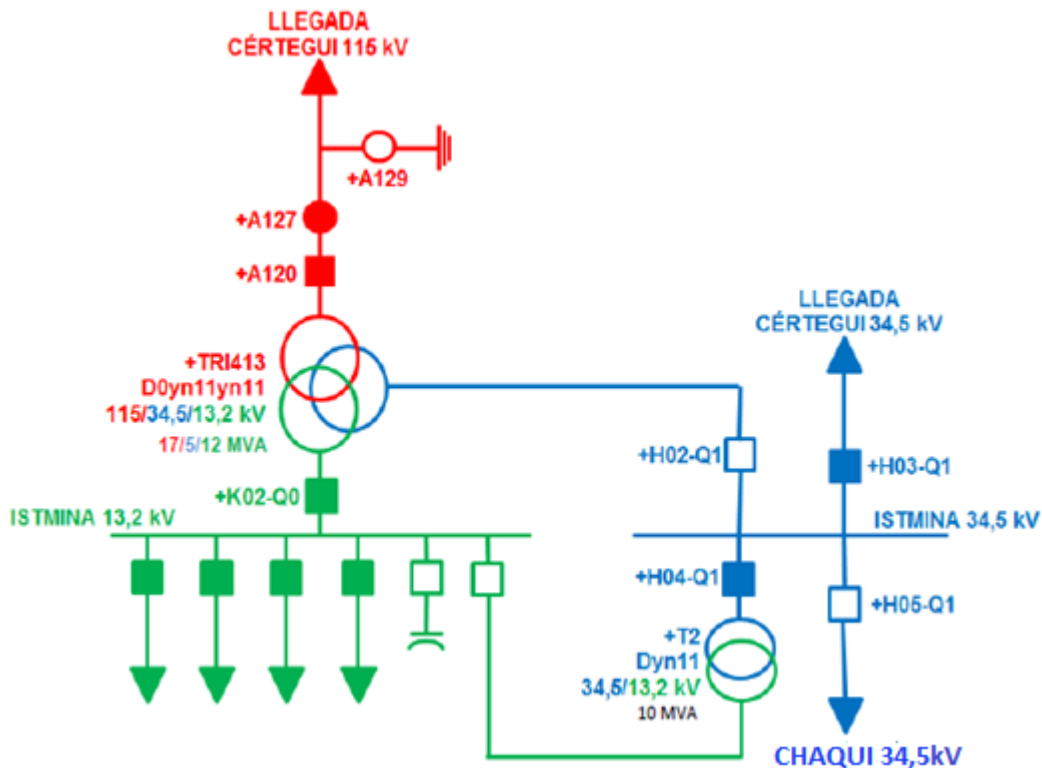 LLEGADA
CÉRTEGUI 115 kV
+A129
+A127
+A120
+TRI413
D0yn11yn11
115/34,5/13,2 kV
17/5/12 MVA
+K02-Q0
ISTMINA 13,2 kV
LLEGADA
CÉRTEGUI 34,5 kV
+H02-Q1
+H03-Q1
ISTMINA 34,5 kV
+H04-Q1
+H05-Q1
+T2
Dyn11
34,5/13,2 kV
10 MVA
CHAQUI 34,5kV